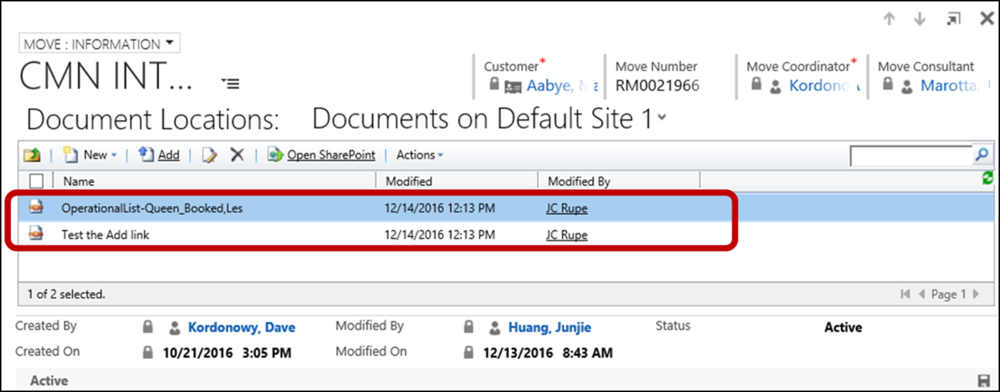 MOVE : INFORMATION
CMN INT...
Customer* Move Number Move Coordinator* Move Consultant
Aabye, RM0021966 Kordono Marotta,
Document Locations: Documents on Default Site 1
New Add Open SharePoint Actions
Name Modified Modified By
OperationalList-Queen_Booked,Les 12/14/2016 12:13 PM JC Rupe
Test the Add link 12/14/2016 12:13 PM JC Rupe
1 of 2 selected. Page 1
Created By Kordonowy, Dave Modified By Huang, Junjie Status Active
Created On 10/21/2016 3:05 PM Modified On 12/13/2016 8:43 AM
Active